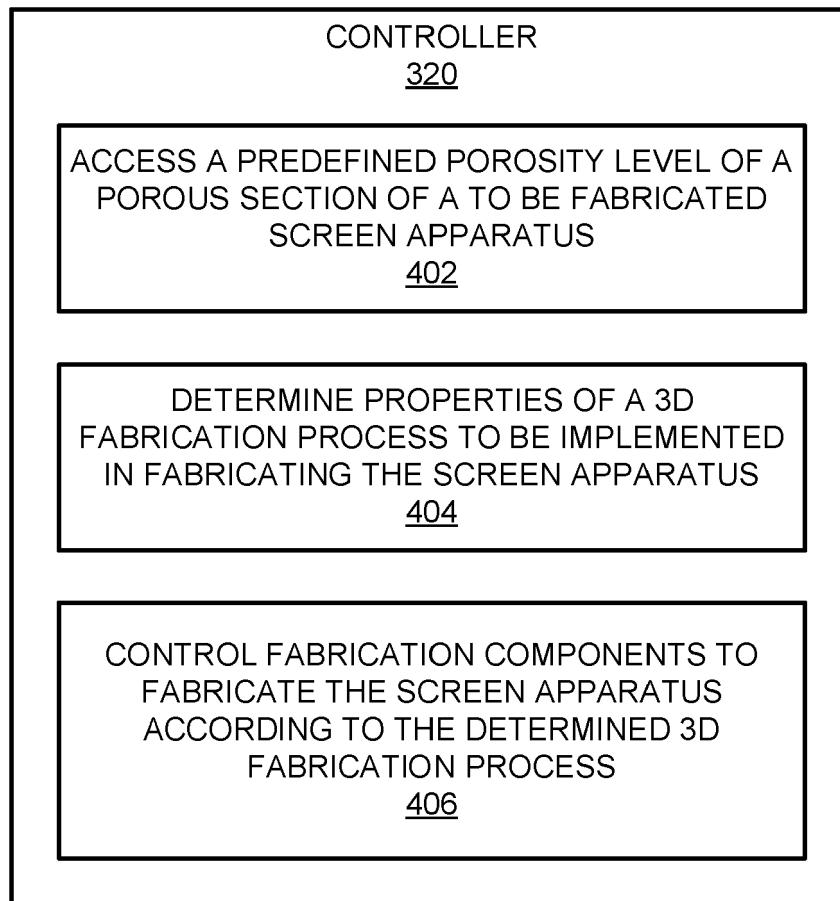 CONTROLLER
320
ACCESS A PREDEFINED POROSITY LEVEL OF A
POROUS SECTION OF A TO BE FABRICATED
SCREEN APPARATUS
402
DETERMINE PROPERTIES OF A 3D
FABRICATION PROCESS TO BE IMPLEMENTED
IN FABRICATING THE SCREEN APPARATUS
404
CONTROL FABRICATION COMPONENTS TO
FABRICATE THE SCREEN APPARATUS
ACCORDING TO THE DETERMINED 3D
FABRICATION PROCESS
406